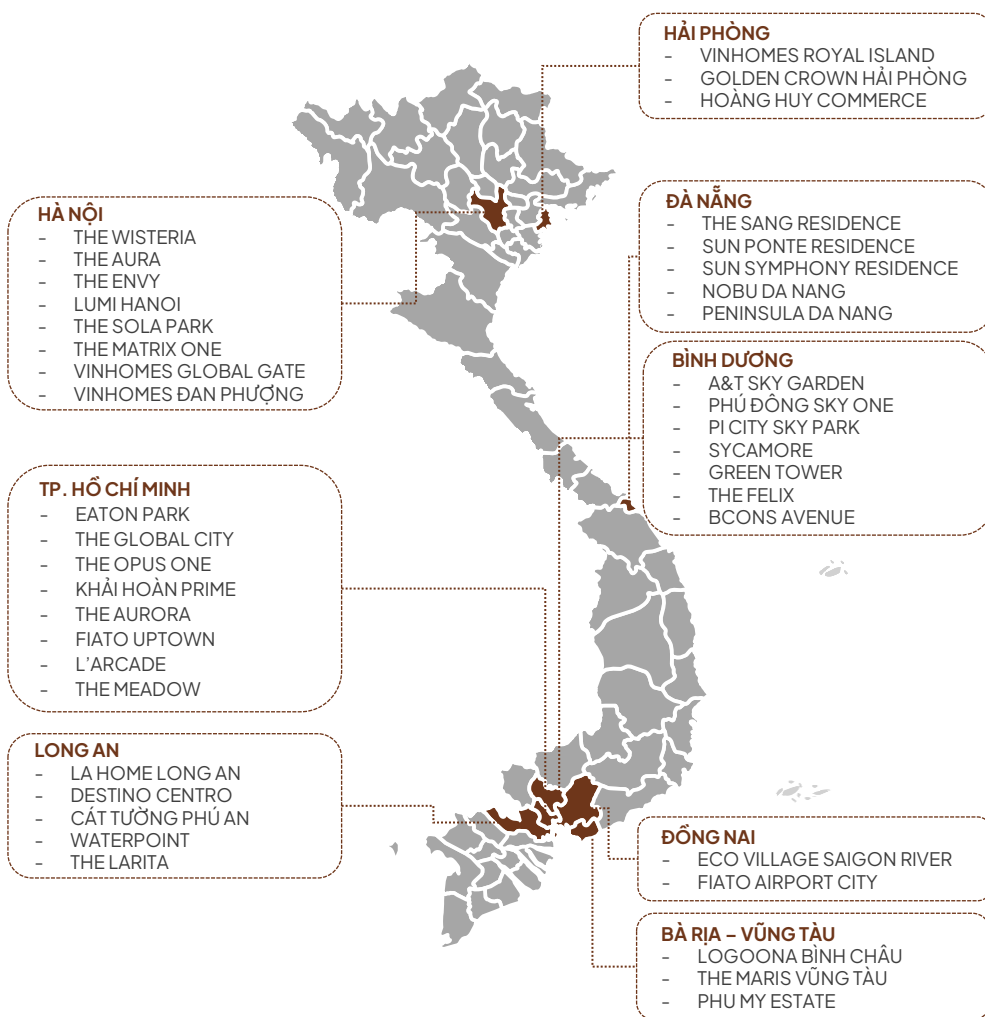 HẢI PHÒNG
- VINHOMES ROYAL ISLAND
- GOLDEN CROWN HẢI PHÒNG
- HOÀNG HUY COMMERCE
HÀ NỘI
- THE WISTERIA
- THE AURA
- THE ENVY
- LUMI HANOI
- THE SOLA PARK
- THE MATRIX ONE
- VINHOMES GLOBAL GATE
- VINHOMES ĐAN PHƯỢNG
ĐÀ NẴNG
- THE SANG RESIDENCE
- SUN PONTE RESIDENCE
- SUN SYMPHONY RESIDENCE
- NOBU DA NANG
- PENINSULA DA NANG
BÌNH DƯƠNG
- A&T SKY GARDEN
- PHÚ ĐÔNG SKY ONE
- PI CITY SKY PARK
- SYCAMORE
- GREEN TOWER
- THE FELIX
- BCONS AVENUE
TP. HỒ CHÍ MINH
- EATON PARK
- THE GLOBAL CITY
- THE OPUS ONE
- KHẢI HOÀN PRIME
- THE AURORA
- FIATO UPTOWN
- L'ARCADE
- THE MEADOW
LONG AN
- LA HOME LONG AN
- DESTINO CENTRO
- CÁT TƯỜNG PHÚ AN
- WATERPOINT
- THE LARITA
ĐỒNG NAI
- ECO VILLAGE SAIGON RIVER
- FIATO AIRPORT CITY
BÀ RỊA – VŨNG TÀU
- LOGOONA BÌNH CHÂU
- THE MARIS VŨNG TÀU
- PHU MY ESTATE